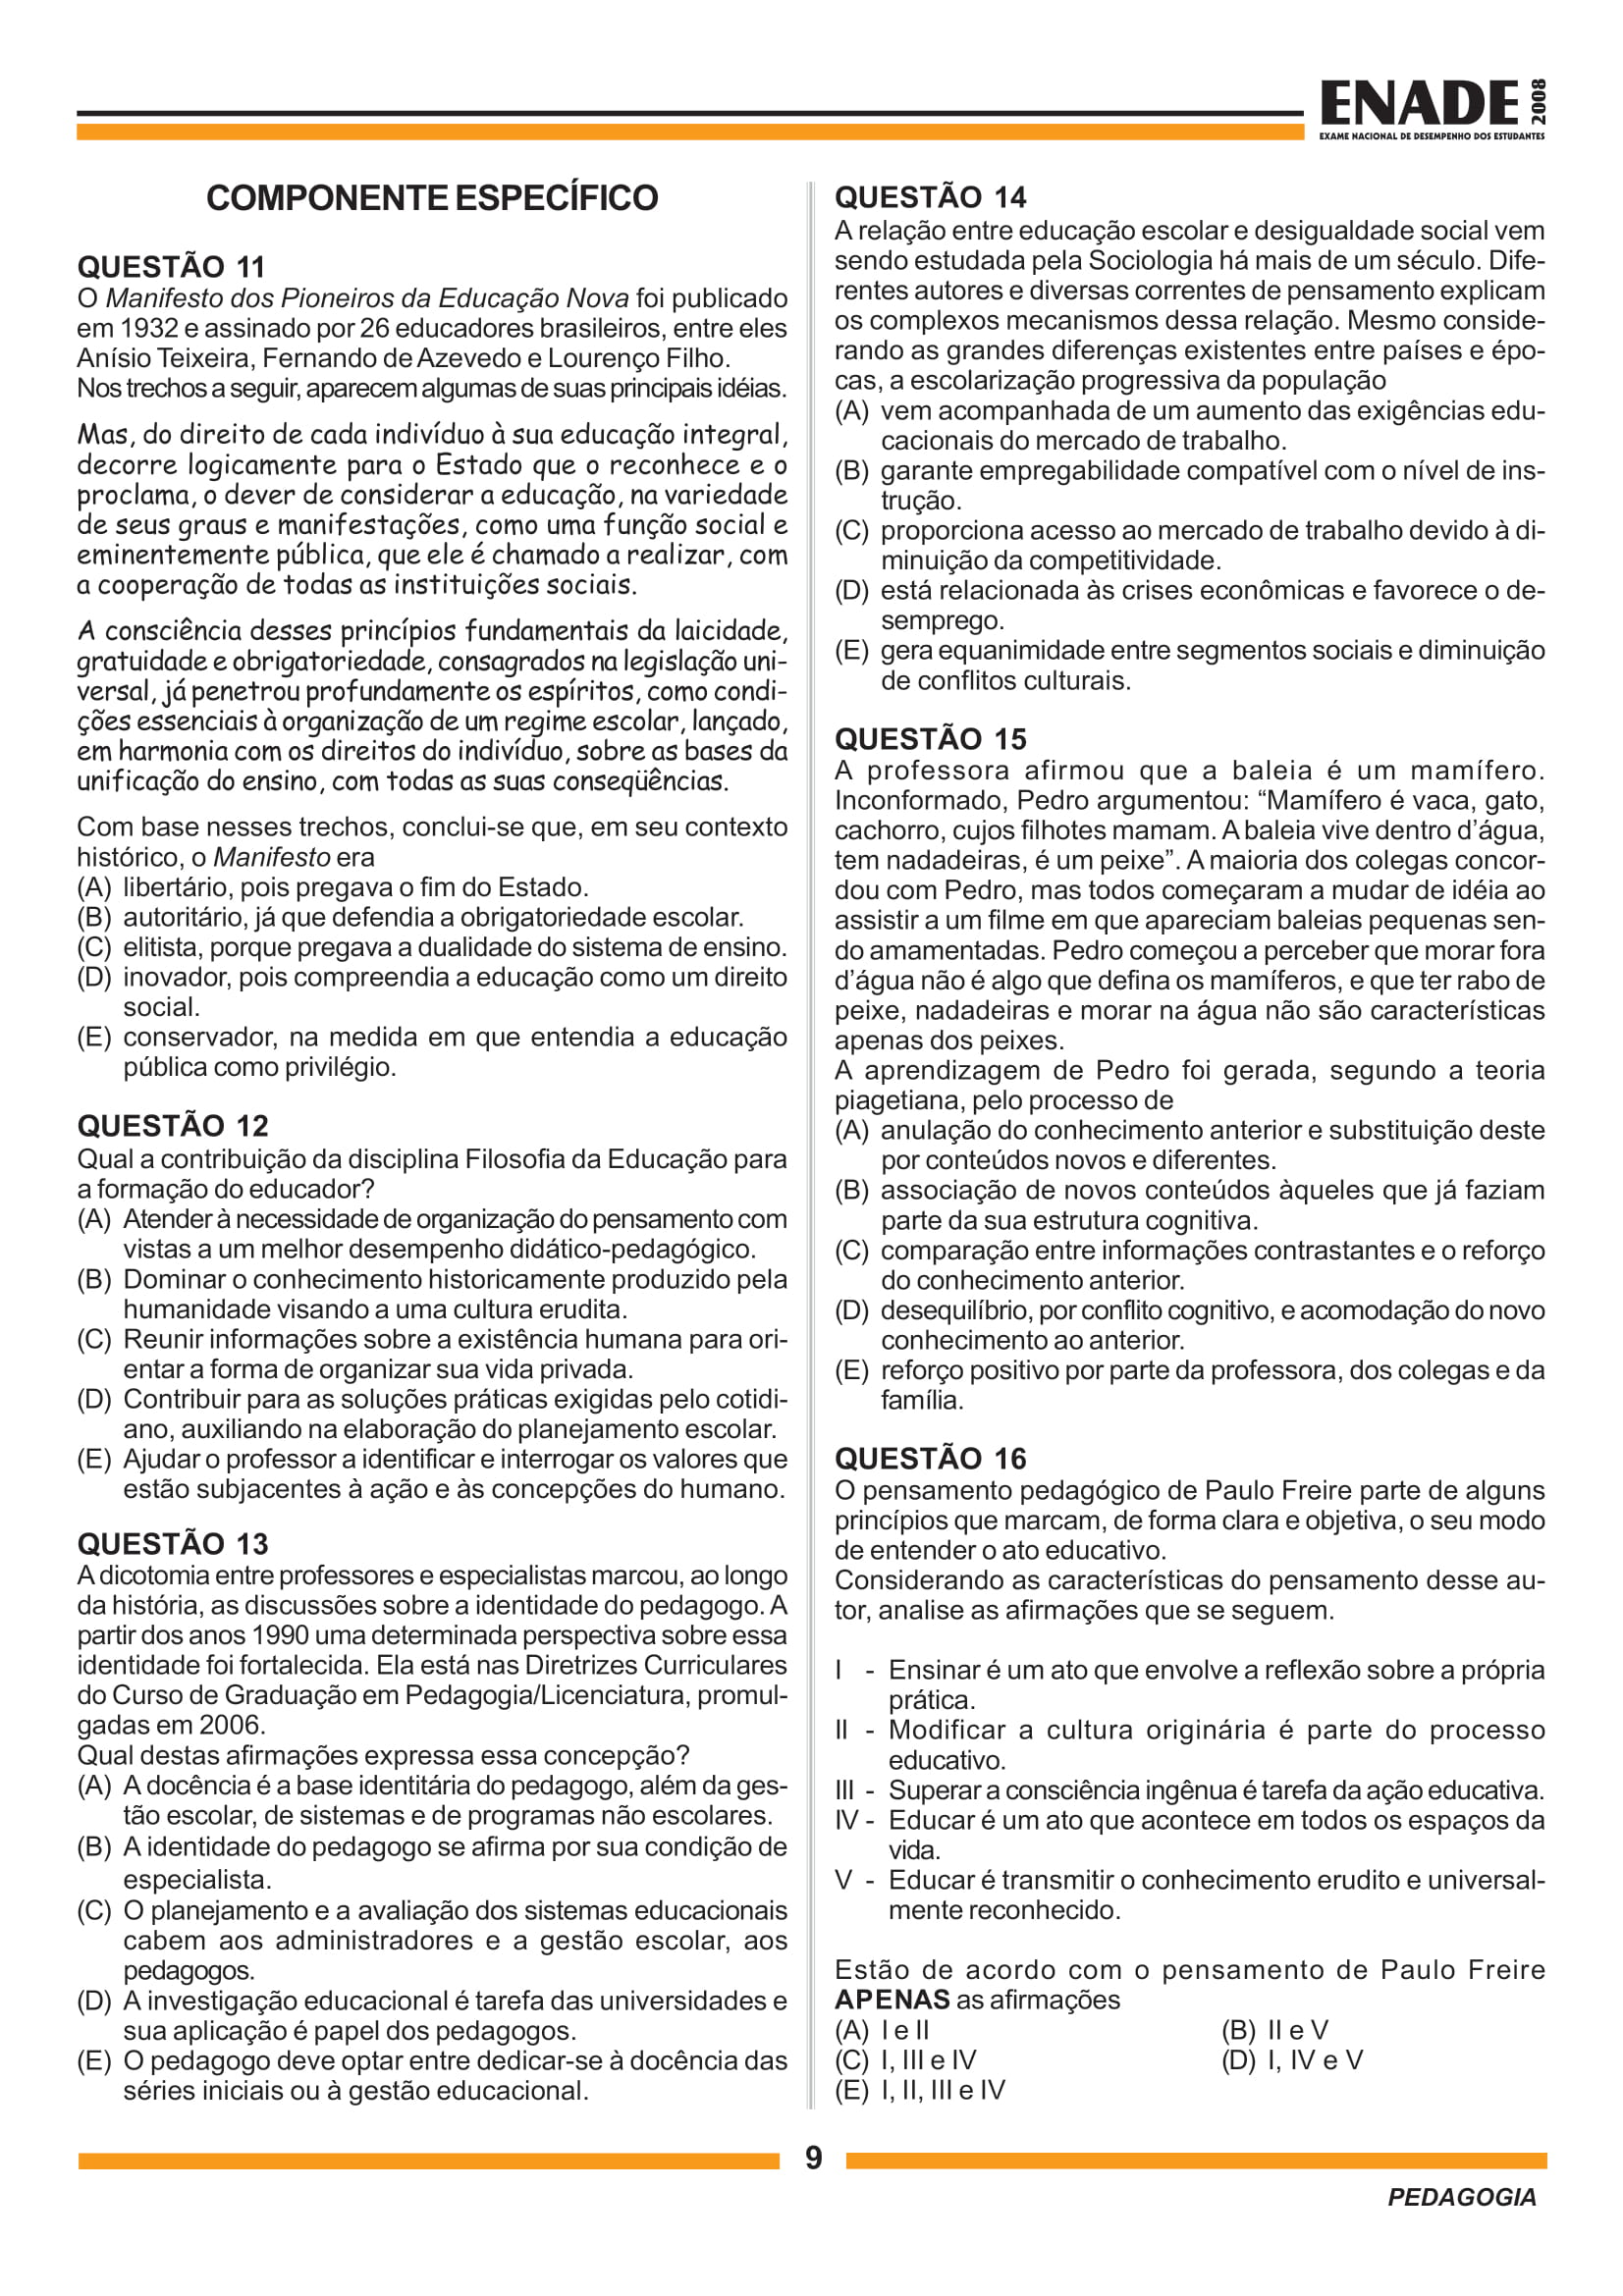 ENADE 2008
EXAME NACIONAL DE DESEMPENHO DOS ESTUDANTES
COMPONENTE ESPECÍFICO
QUESTÃO 11
O Manifesto dos Pioneiros da Educação Nova foi publicado
em 1932 e assinado por 26 educadores brasileiros, entre eles
Anísio Teixeira, Fernando de Azevedo e Lourenço Filho.
Nos trechos a seguir, aparecem algumas de suas principais idéias.
Mas, do direito de cada indivíduo à sua educação integral,
decorre logicamente para o Estado que o reconhece e o
proclama, o dever de considerar a educação, na variedade
de seus graus e manifestações, como uma função social e
eminentemente pública, que ele é chamado a realizar, com
a cooperação de todas as instituições sociais.
A consciência desses princípios fundamentais da laicidade,
gratuidade e obrigatoriedade, consagrados na legislação uni-
versal, já penetrou profundamente os espíritos, como condi-
ções essenciais à organização de um regime escolar, lançado,
em harmonia com os direitos do indivíduo, sobre as bases da
unificação do ensino, com todas as suas conseqüências.
Com base nesses trechos, conclui-se que, em seu contexto
histórico, o Manifesto era
(A) libertário, pois pregava o fim do Estado.
(B) autoritário, já que defendia a obrigatoriedade escolar.
(C) elitista, porque pregava a dualidade do sistema de ensino.
(D) inovador, pois compreendia a educação como um direito
social.
(E) conservador, na medida em que entendia a educação
pública como privilégio.
QUESTÃO 12
Qual a contribuição da disciplina Filosofia da Educação para
a formação do educador?
(A) Atender à necessidade de organização do pensamento com
vistas a um melhor desempenho didático-pedagógico.
(B) Dominar o conhecimento historicamente produzido pela
humanidade visando a uma cultura erudita.
(C) Reunir informações sobre a existência humana para ori-
entar a forma de organizar sua vida privada.
(D) Contribuir para as soluções práticas exigidas pelo cotidi-
ano, auxiliando na elaboração do planejamento escolar.
(E) Ajudar o professor a identificar e interrogar os valores que
estão subjacentes à ação e às concepções do humano.
QUESTÃO 13
A dicotomia entre professores e especialistas marcou, ao longo
da história, as discussões sobre a identidade do pedagogo. A
partir dos anos 1990 uma determinada perspectiva sobre essa
identidade foi fortalecida. Ela está nas Diretrizes Curriculares
do Curso de Graduação em Pedagogia/Licenciatura, promul-
gadas em 2006.
Qual destas afirmações expressa essa concepção?
(A) A docência é a base identitária do pedagogo, além da ges-
tão escolar, de sistemas e de programas não escolares.
(B) A identidade do pedagogo se afirma por sua condição de
especialista.
(C) O planejamento e a avaliação dos sistemas educacionais
cabem aos administradores e a gestão escolar, aos
pedagogos.
(D) A investigação educacional é tarefa das universidades e
sua aplicação é papel dos pedagogos.
(E) O pedagogo deve optar entre dedicar-se à docência das
séries iniciais ou à gestão educacional.
QUESTÃO 14
A relação entre educação escolar e desigualdade social vem
sendo estudada pela Sociologia há mais de um século. Dife-
rentes autores e diversas correntes de pensamento explicam
os complexos mecanismos dessa relação. Mesmo conside-
rando as grandes diferenças existentes entre países e épo-
cas, a escolarização progressiva da população
(A) vem acompanhada de um aumento das exigências edu-
cacionais do mercado de trabalho.
(B) garante empregabilidade compatível com o nível de ins-
trução.
(C) proporciona acesso ao mercado de trabalho devido à di-
minuição da competitividade.
(D) está relacionada às crises econômicas e favorece o de-
semprego.
(E) gera equanimidade entre segmentos sociais e diminuição
de conflitos culturais.
QUESTÃO 15
A professora afirmou que a baleia é um mamífero.
Inconformado, Pedro argumentou: “Mamífero é vaca, gato,
cachorro, cujos filhotes mamam. A baleia vive dentro d’água,
tem nadadeiras, é um peixe”. A maioria dos colegas concor-
dou com Pedro, mas todos começaram a mudar de idéia ao
assistir a um filme em que apareciam baleias pequenas sen-
do amamentadas. Pedro começou a perceber que morar fora
d’água não é algo que defina os mamíferos, e que ter rabo de
peixe, nadadeiras e morar na água não são características
apenas dos peixes.
A aprendizagem de Pedro foi gerada, segundo a teoria
piagetiana, pelo processo de
(A) anulação do conhecimento anterior e substituição deste
por conteúdos novos e diferentes.
(B) associação de novos conteúdos àqueles que já faziam
parte da sua estrutura cognitiva.
(C) comparação entre informações contrastantes e o reforço
do conhecimento anterior.
(D) desequilíbrio, por conflito cognitivo, e acomodação do novo
conhecimento ao anterior.
(E) reforço positivo por parte da professora, dos colegas e da
família.
QUESTÃO 16
O pensamento pedagógico de Paulo Freire parte de alguns
princípios que marcam, de forma clara e objetiva, o seu modo
de entender o ato educativo.
Considerando as características do pensamento desse au-
tor, analise as afirmações que se seguem.
I - Ensinar é um ato que envolve a reflexão sobre a própria
prática.
II - Modificar a cultura originária é parte do processo
educativo.
III - Superar a consciência ingênua é tarefa da ação educativa.
IV - Educar é um ato que acontece em todos os espaços da
vida.
V - Educar é transmitir o conhecimento erudito e universal-
mente reconhecido.
Estão de acordo com o pensamento de Paulo Freire
APENAS as afirmações
(A) I e II (B) II e V
(C) I, III e IV (D) I, IV e V
(E) I, II, III e IV
9
PEDAGOGIA